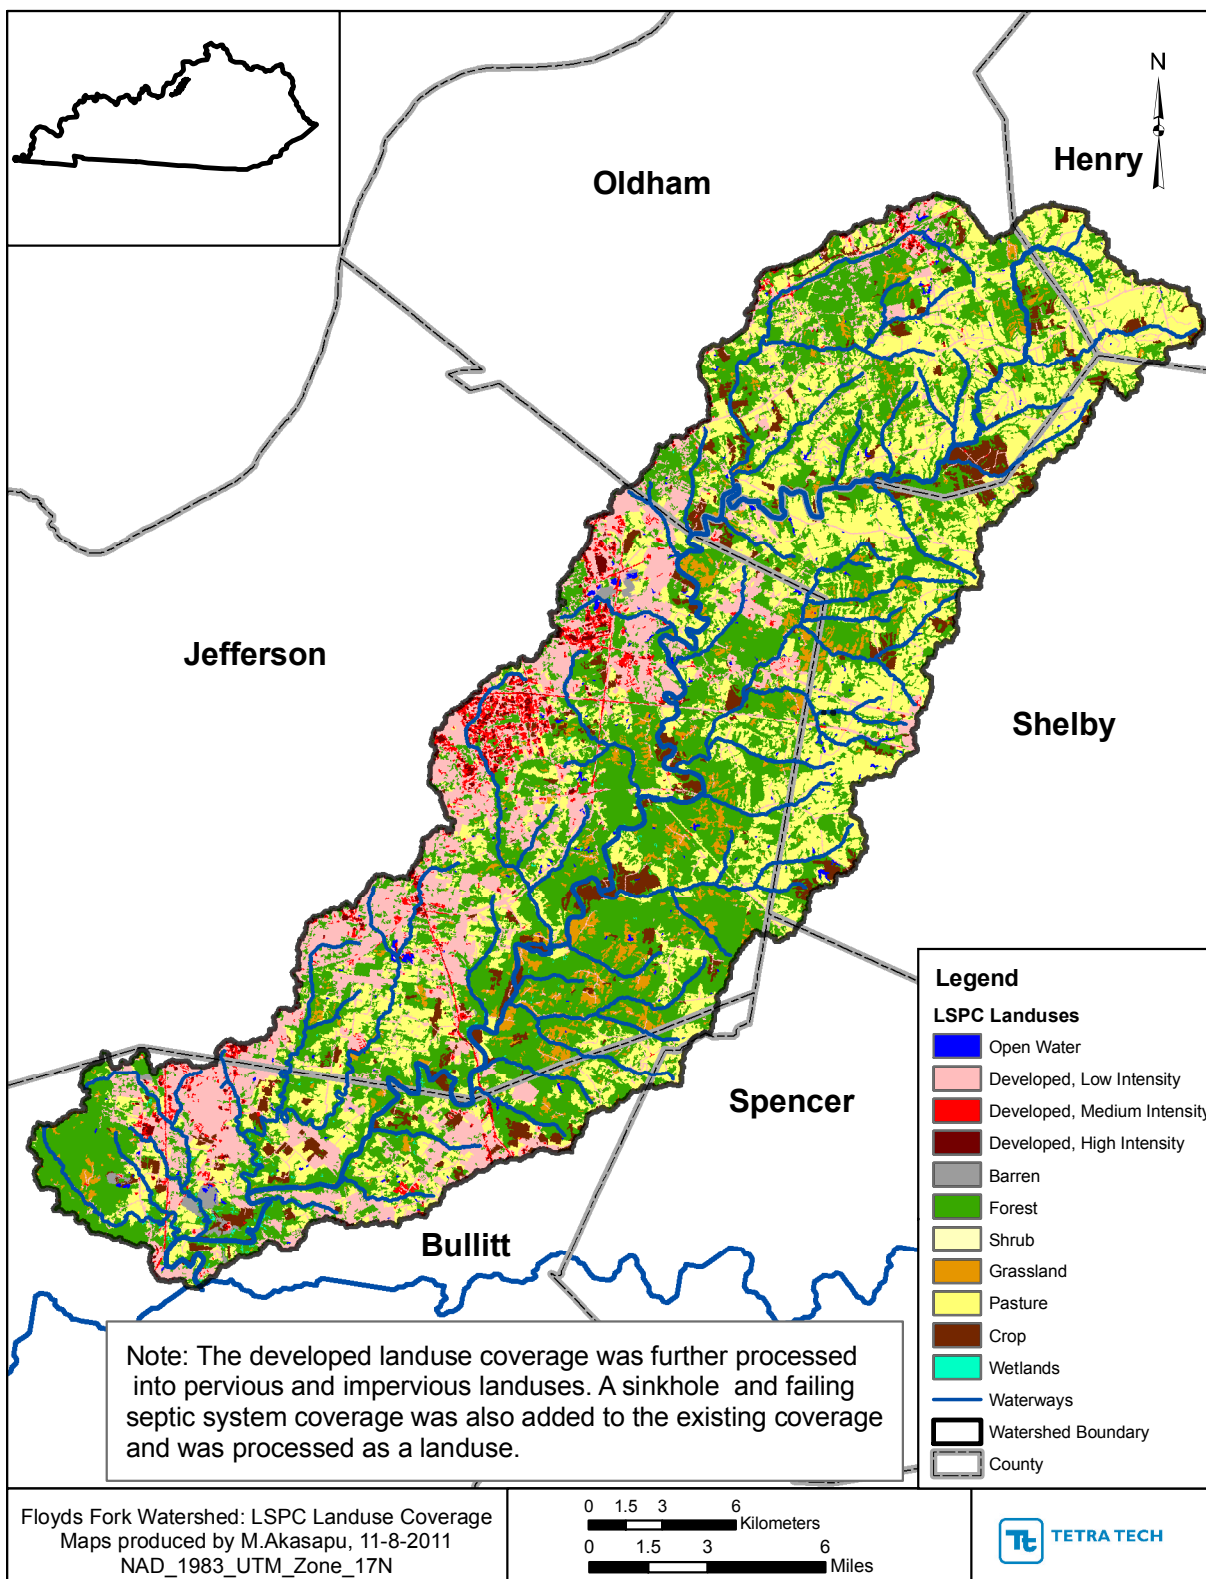 N
Henry
Oldham
Jefferson
Shelby
Spencer
Bullitt
Legend
LSPC Landuses
Open Water
Developed, Low Intensity
Developed, Medium Intensity
Developed, High Intensity
Barren
Forest
Shrub
Grassland
Pasture
Crop
Wetlands
Waterways
Watershed Boundary
County
Note: The developed landuse coverage was further processed
into pervious and impervious landuses. A sinkhole and failing
septic system coverage was also added to the existing coverage
and was processed as a landuse.
Floyds Fork Watershed: LSPC Landuse Coverage
Maps produced by M.Akasapu, 11-8-2011
NAD_1983_UTM_Zone_17N
0 1.5 3 6
Kilometers
0 1.5 3 6
Miles
Tt TETRA TECH